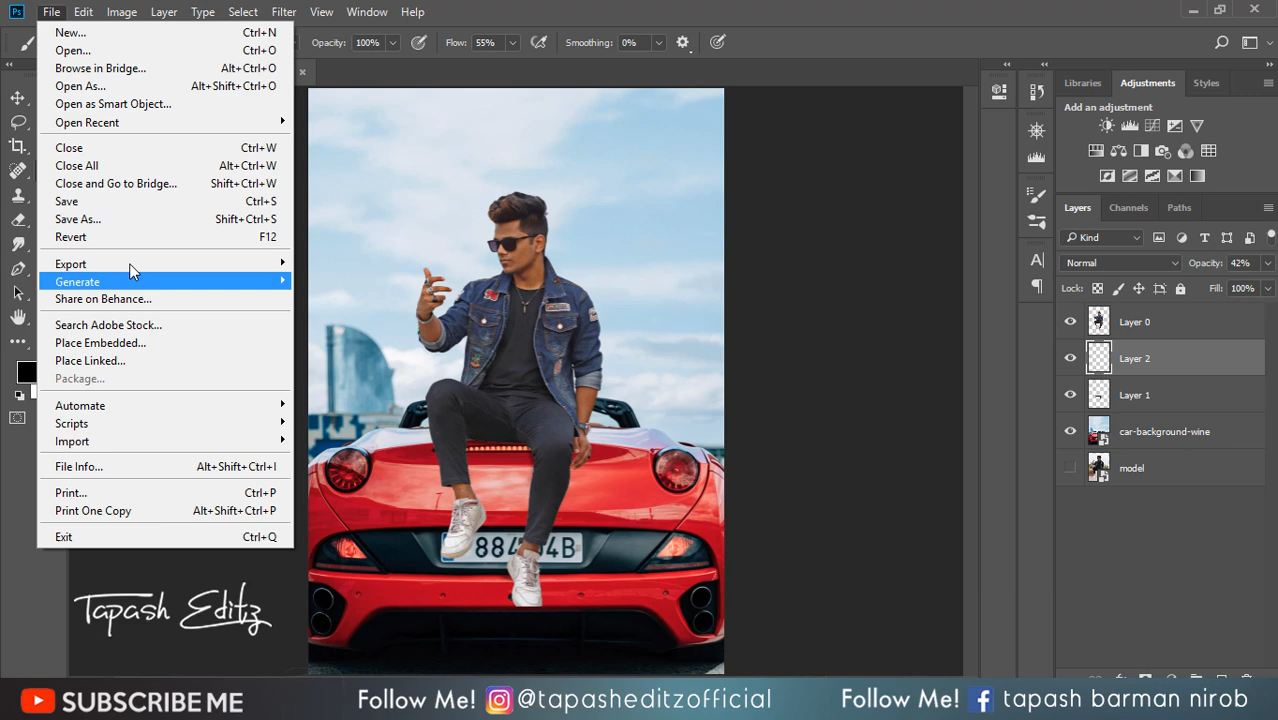 Ps File Edit Image Layer Type Select Filter View Window Help
Opacity: 100% Flow: 55% Smoothing: 0%
New... Ctrl+N
Open... Ctrl+O
Browse in Bridge... Alt+Ctrl+O
Open As... Alt+Shift+Ctrl+O
Open as Smart Object...
Open Recent
Close Ctrl+W
Close All Alt+Ctrl+W
Close and Go to Bridge... Shift+Ctrl+W
Save Ctrl+S
Save As... Shift+Ctrl+S
Revert F12
Export
Generate
Share on Behance...
Search Adobe Stock...
Place Embedded...
Place Linked...
Package...
Automate
Scripts
Import
File Info... Alt+Shift+Ctrl+I
Print... Ctrl+P
Print One Copy Alt+Shift+Ctrl+P
Exit Ctrl+Q
Libraries Adjustments Styles
Add an adjustment
Layers Channels Paths
Kind
Normal Opacity: 42%
Lock: Fill: 100%
Layer 0
Layer 2
Layer 1
car-background-wine
model
Tapash Editz
SUBSCRIBE ME Follow Me! @tapasheditzofficial Follow Me! tapash barman nirob